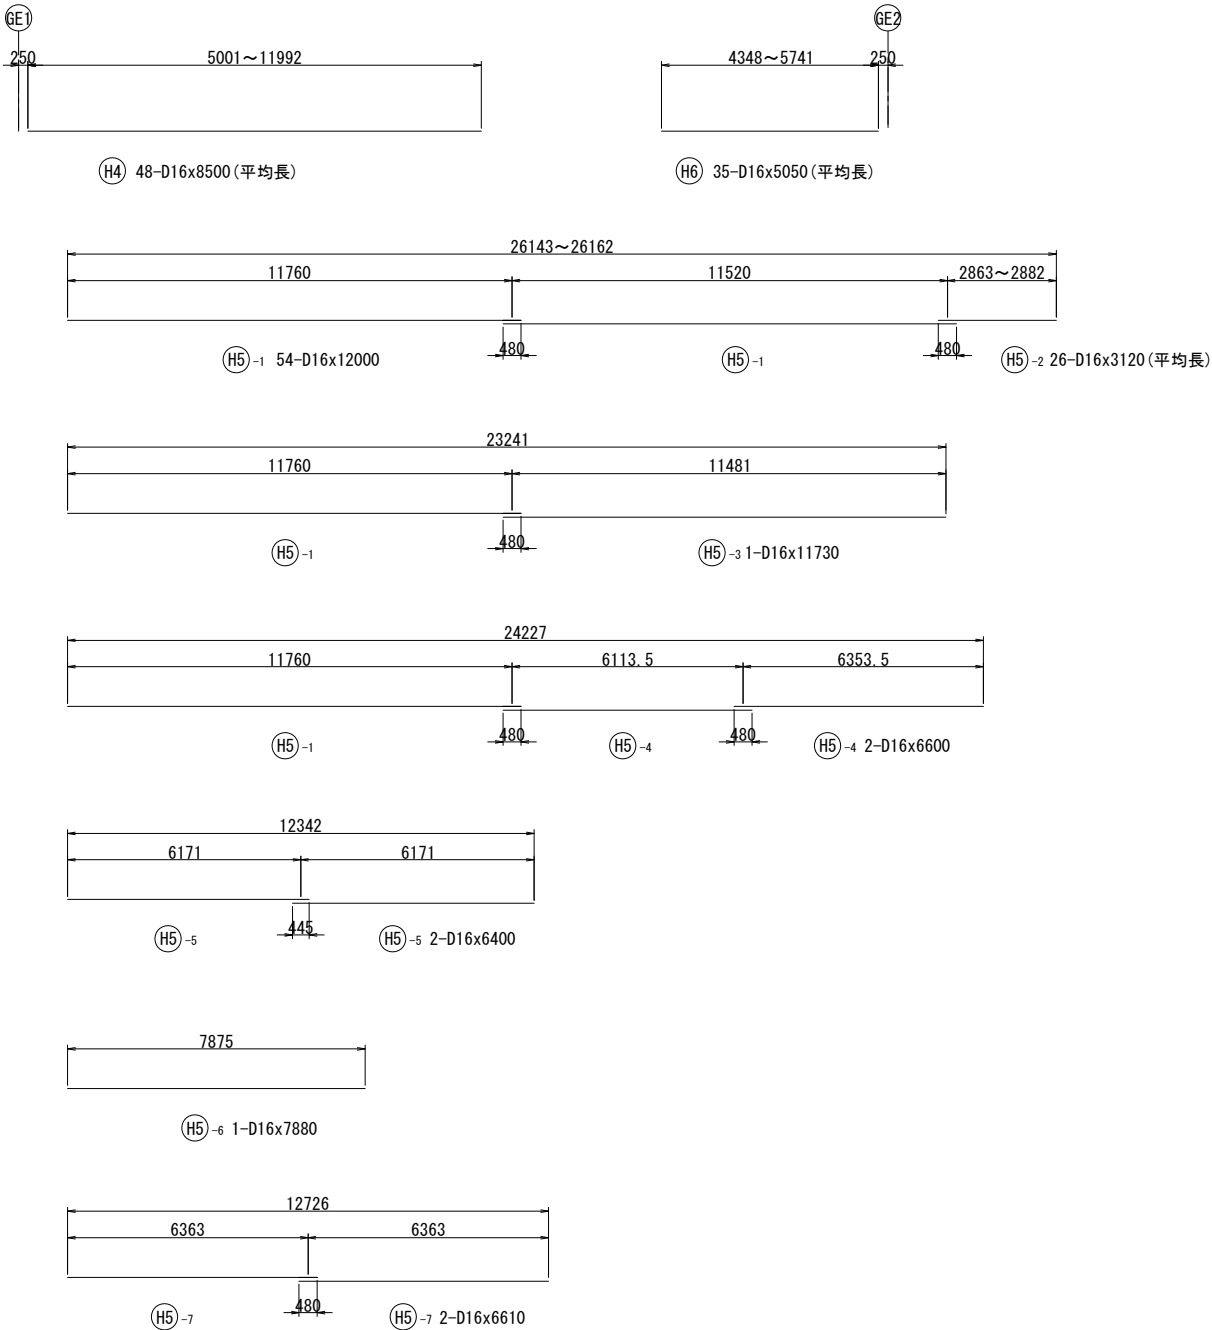 GE1
GE2
250 5001～11992
4348～5741 250
H4 48-D16x8500(平均長)
H6 35-D16x5050(平均長)
26143～26162
11760 11520 2863～2882
480 480
H5 -1 54-D16x12000
H5 -1
H5 -2 26-D16x3120(平均長)
23241
11760 11481
480
H5 -1
H5 -3 1-D16x11730
24227
11760 6113.5 6353.5
480 480
H5 -1
H5 -4
H5 -4 2-D16x6600
12342
6171 6171
445
H5 -5
H5 -5 2-D16x6400
7875
H5 -6 1-D16x7880
12726
6363 6363
480
H5 -7
H5 -7 2-D16x6610